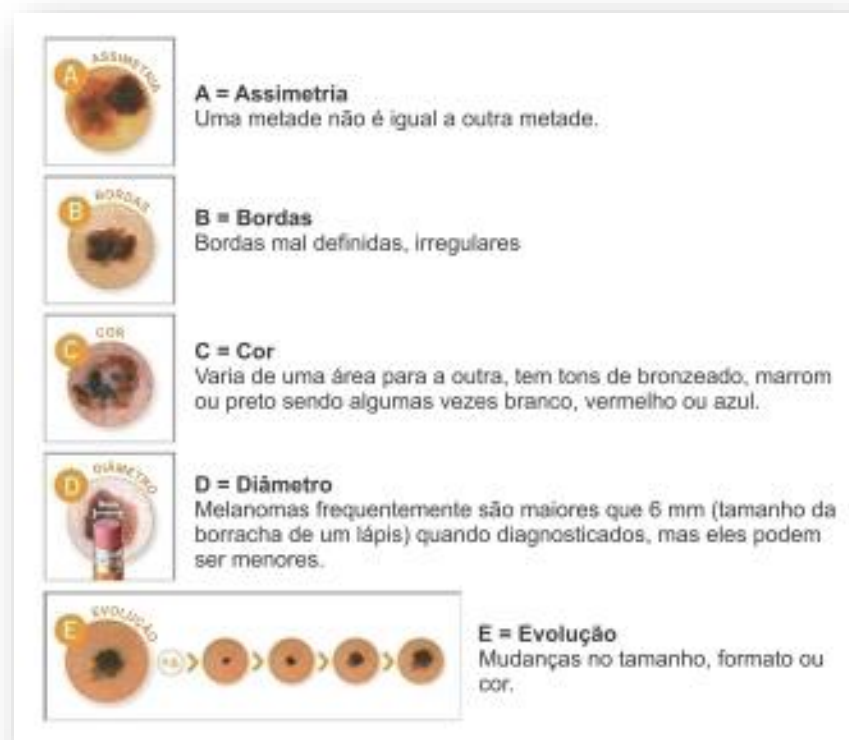 A
ASSIMETRIA
A = Assimetria
Uma metade não é igual a outra metade.
B
BORDAS
B = Bordas
Bordas mal definidas, irregulares
C
COR
C = Cor
Varia de uma área para a outra, tem tons de bronzeado, marrom
ou preto sendo algumas vezes branco, vermelho ou azul.
D
DIÂMETRO
D = Diâmetro
Melanomas frequentemente são maiores que 6 mm (tamanho da
borracha de um lápis) quando diagnosticados, mas eles podem
ser menores.
E
EVOLUÇÃO
E = Evolução
Mudanças no tamanho, formato ou
cor.